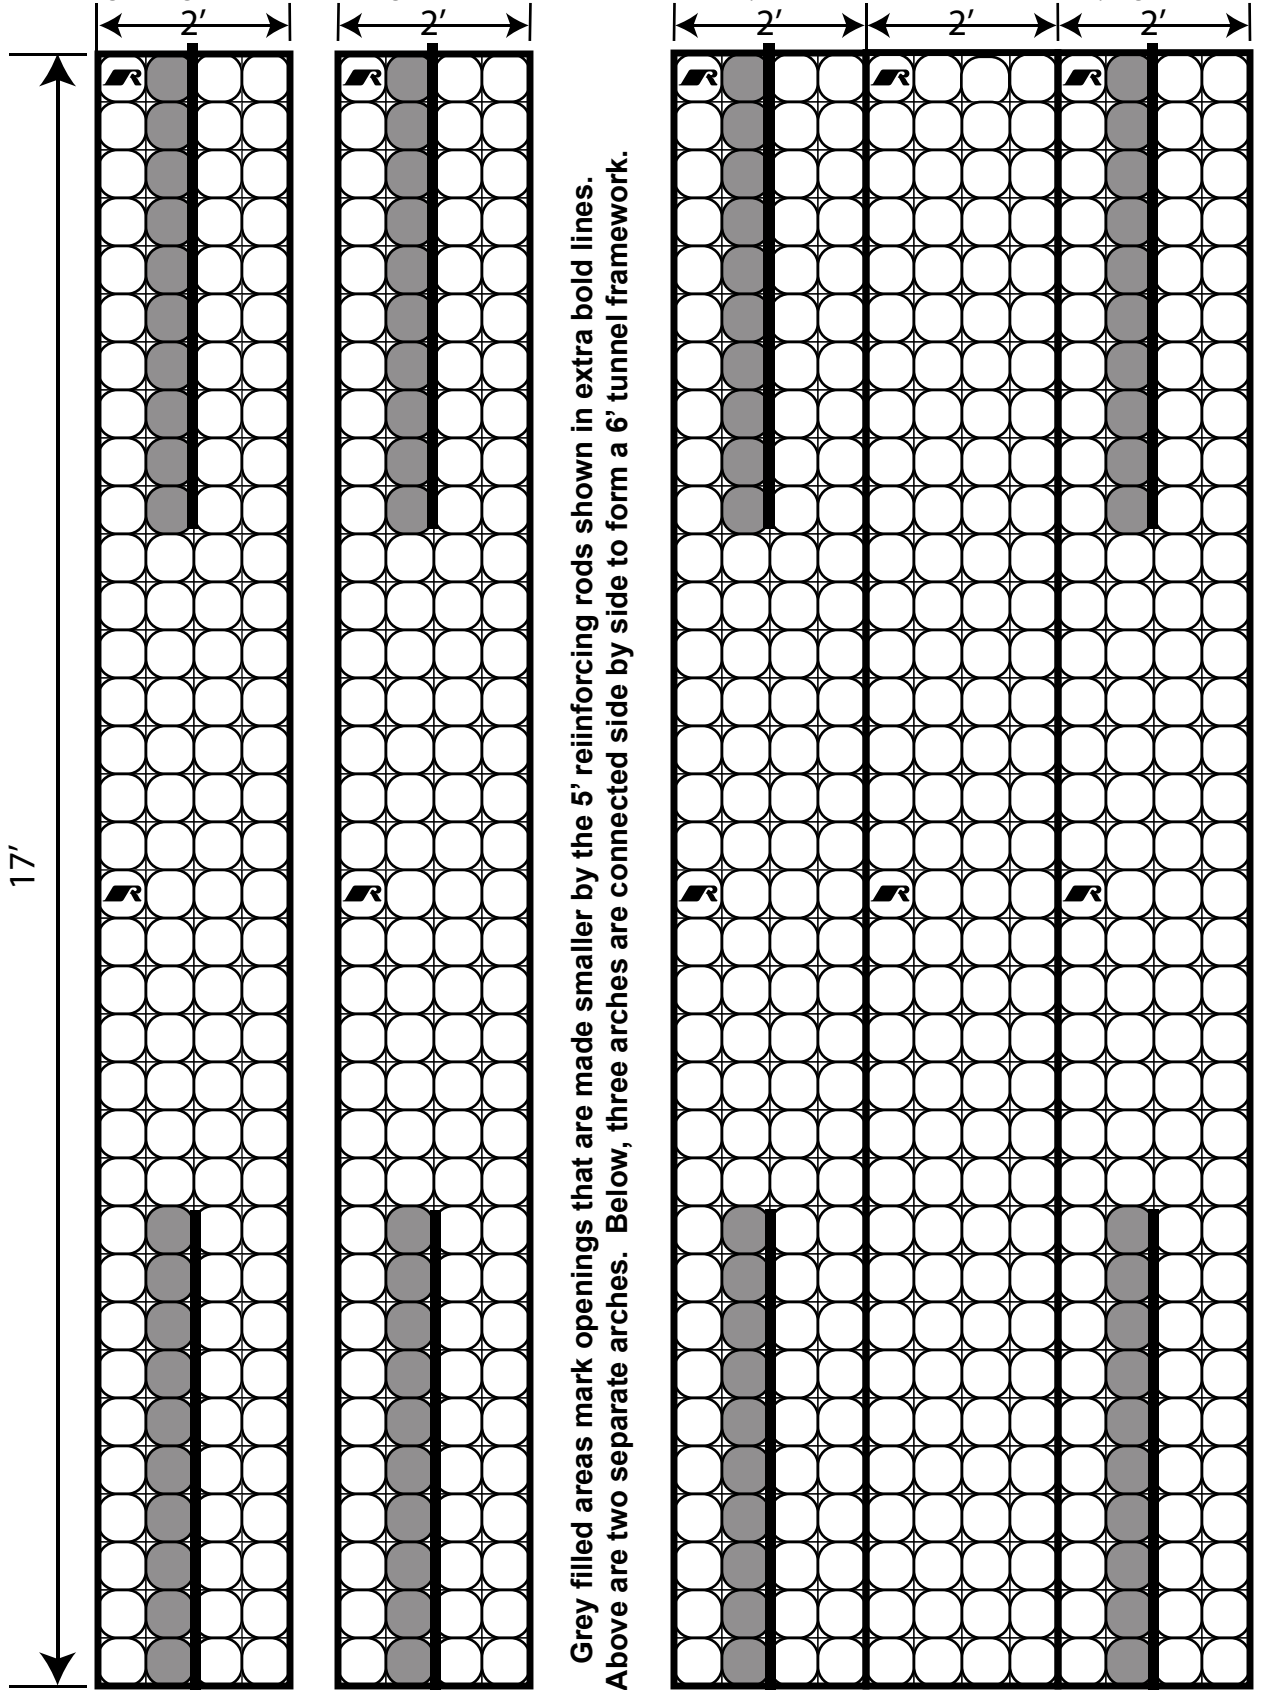 2’
2’
2’
2’
2’
17’
Grey filled areas mark openings that are made smaller by the 5’ reiinforcing rods shown in extra bold lines.
Above are two separate arches.  Below, three arches are connected side by side to form a 6’ tunnel framework.
R
R
R
R
R
R
R
R
R
R